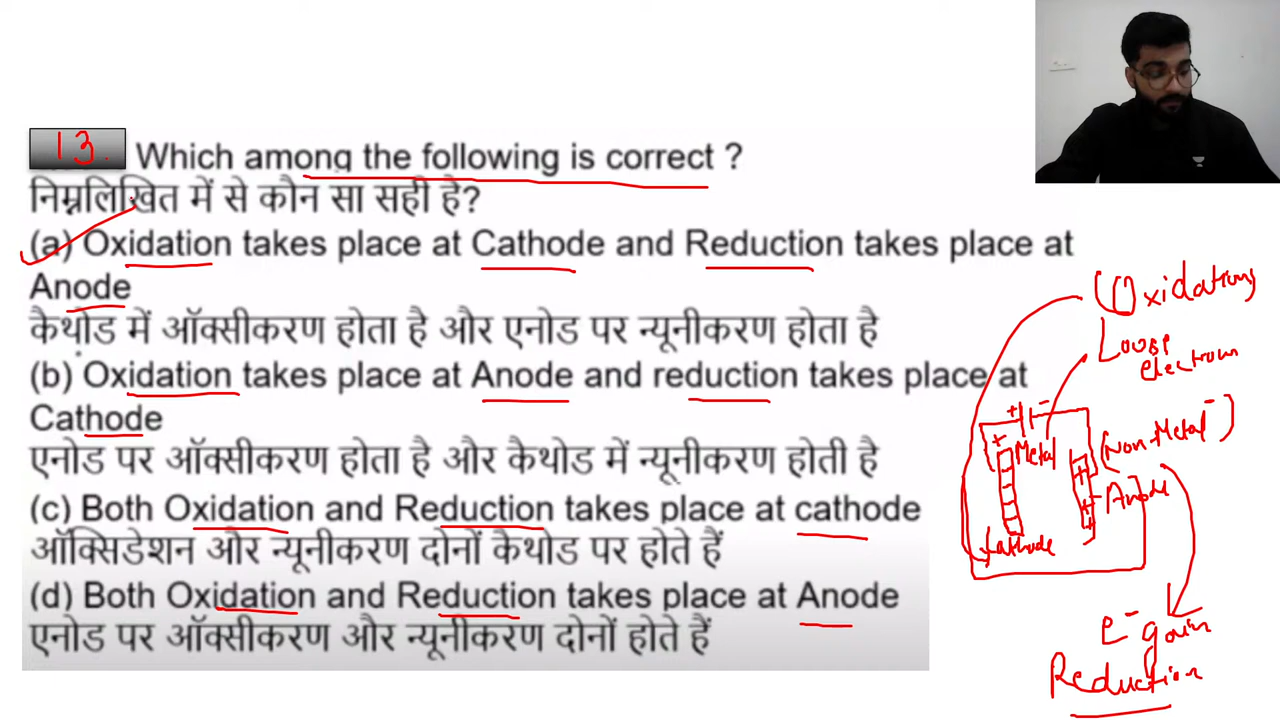 13. Which among the following is correct ?
निम्नलिखित में से कौन सा सही है?
(a) Oxidation takes place at Cathode and Reduction takes place at
Anode
कैथोड में ऑक्सीकरण होता है और एनोड पर न्यूनीकरण होता है
(b) Oxidation takes place at Anode and reduction takes place at
Cathode
एनोड पर ऑक्सीकरण होता है और कैथोड में न्यूनीकरण होती है
(c) Both Oxidation and Reduction takes place at cathode
ऑक्सिडेशन और न्यूनीकरण दोनों कैथोड पर होते हैं
(d) Both Oxidation and Reduction takes place at Anode
एनोड पर ऑक्सीकरण और न्यूनीकरण दोनों होते हैं
Oxidation
electron
+ -
+ Metal
(Non-Metal⁻)
Anode
Cathode
e⁻ gain
Reduction